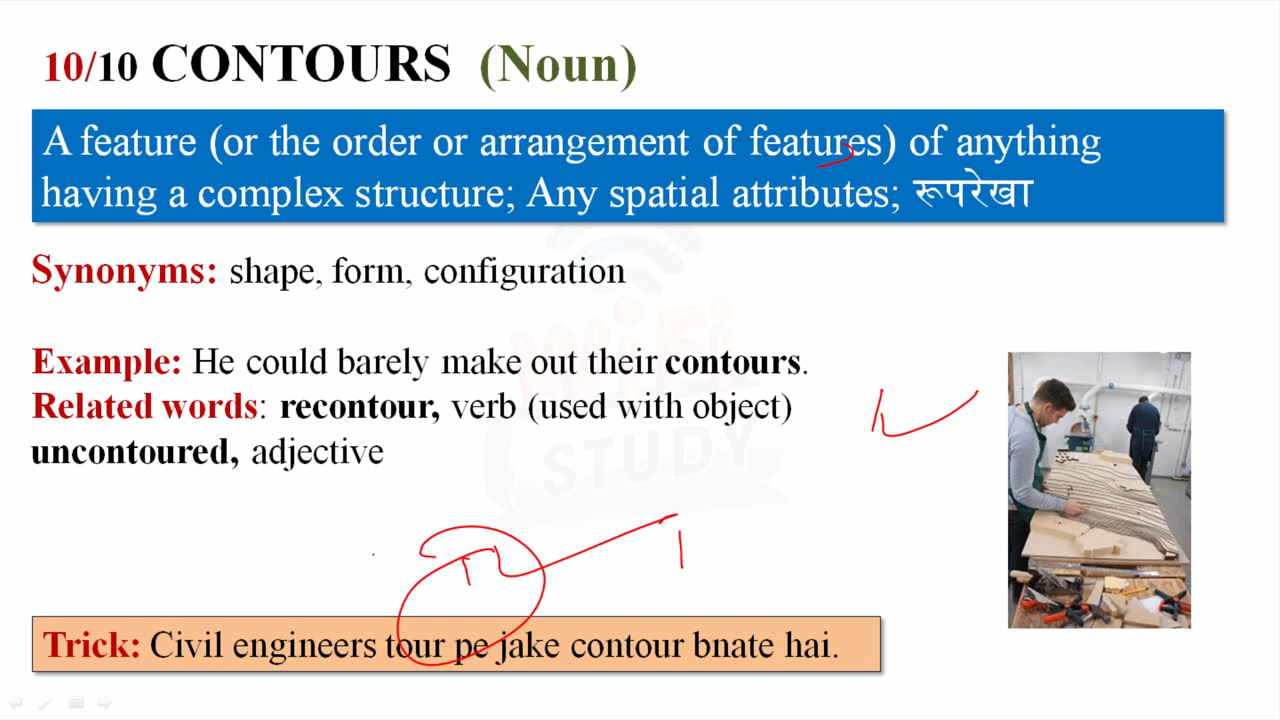 10/10 CONTOURS (Noun)
A feature (or the order or arrangement of features) of anything
having a complex structure; Any spatial attributes; रूपरेखा
Synonyms: shape, form, configuration
WiFi
STUDY
Example: He could barely make out their contours.
Related words: recontour, verb (used with object)
uncontoured, adjective
Trick: Civil engineers tour pe jake contour bnate hai.